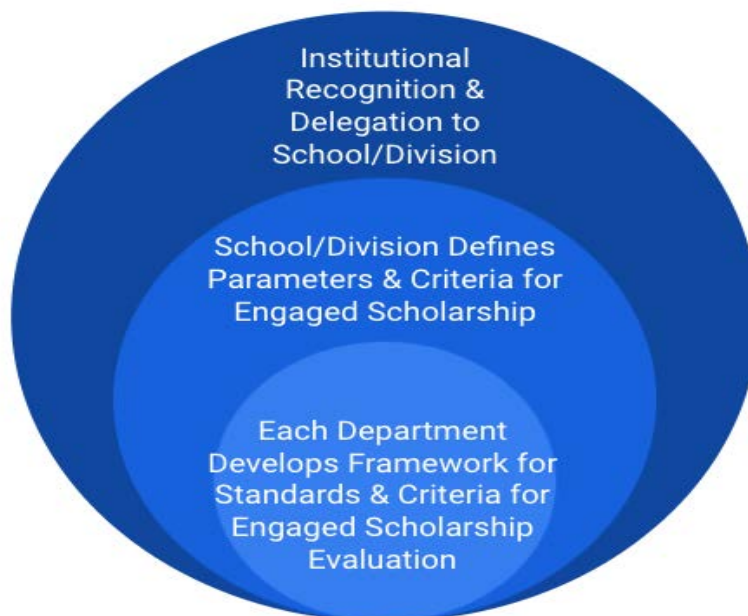 Institutional
Recognition &
Delegation to
School/Division
School/Division Defines
Parameters & Criteria for
Engaged Scholarship
Each Department
Develops Framework for
Standards & Criteria for
Engaged Scholarship
Evaluation